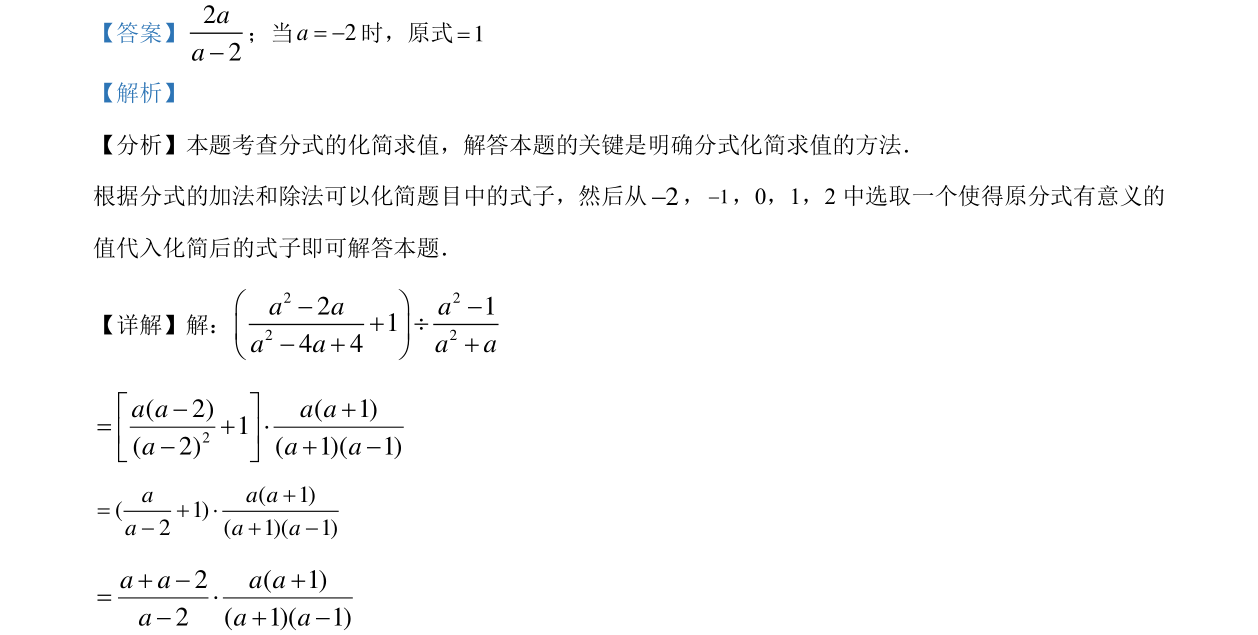 【答案】$\frac{2a}{a-2}$；当$a=-2$时，原式$=1$
【解析】
【分析】本题考查分式的化简求值，解答本题的关键是明确分式化简求值的方法．
根据分式的加法和除法可以化简题目中的式子，然后从$-2$，$-1$，0，1，2 中选取一个使得原分式有意义的
值代入化简后的式子即可解答本题．
【详解】解：$\left(\frac{a^2-2a}{a^2-4a+4}+1\right)\div\frac{a^2-1}{a^2+a}$
$=\left[\frac{a(a-2)}{(a-2)^2}+1\right]\cdot\frac{a(a+1)}{(a+1)(a-1)}$
$=(\frac{a}{a-2}+1)\cdot\frac{a(a+1)}{(a+1)(a-1)}$
$=\frac{a+a-2}{a-2}\cdot\frac{a(a+1)}{(a+1)(a-1)}$